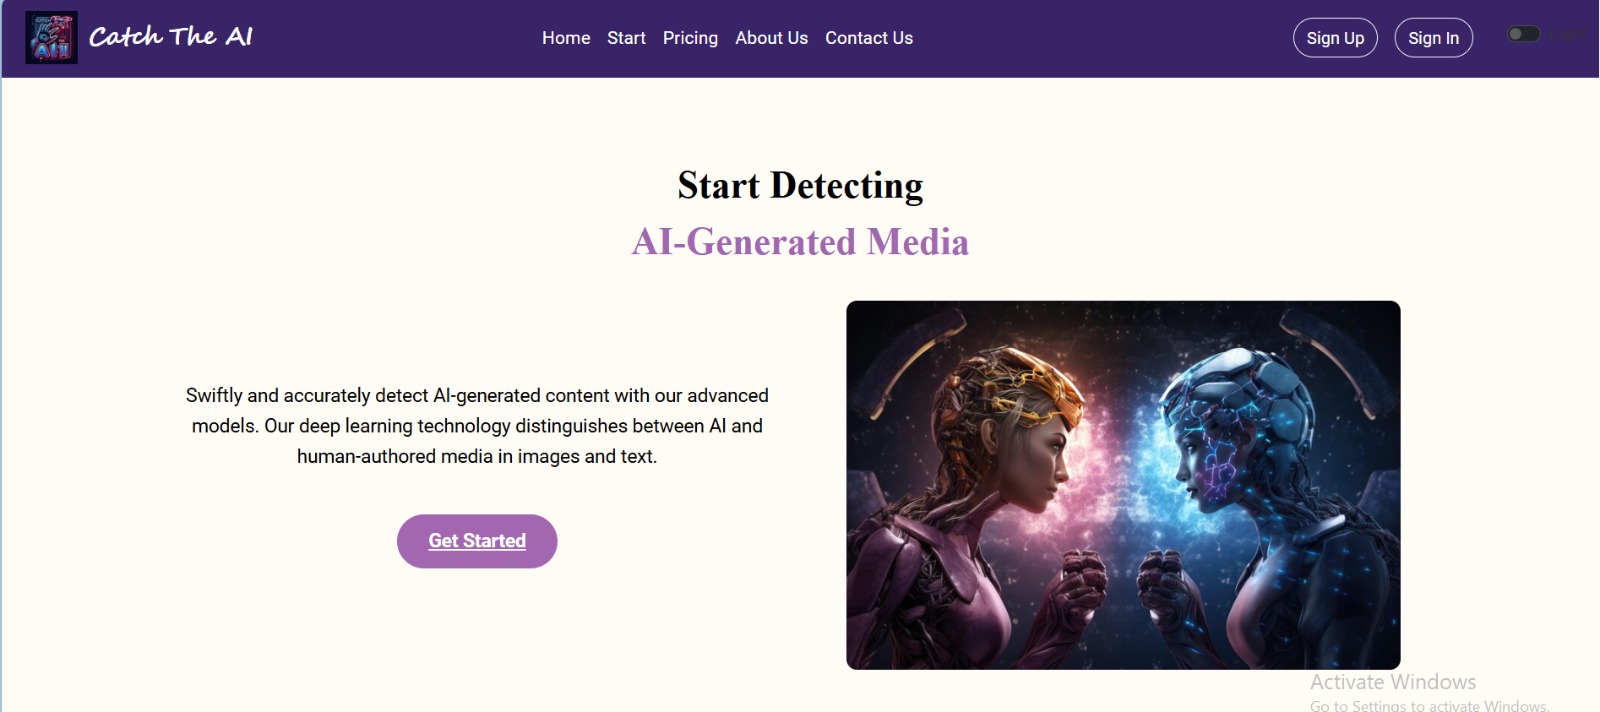 Catch The AI
Home Start Pricing About Us Contact Us
Sign Up Sign In
Start Detecting
AI-Generated Media
Swiftly and accurately detect AI-generated content with our advanced
models. Our deep learning technology distinguishes between AI and
human-authored media in images and text.
Get Started
Activate Windows
Go to Settings to activate Windows.